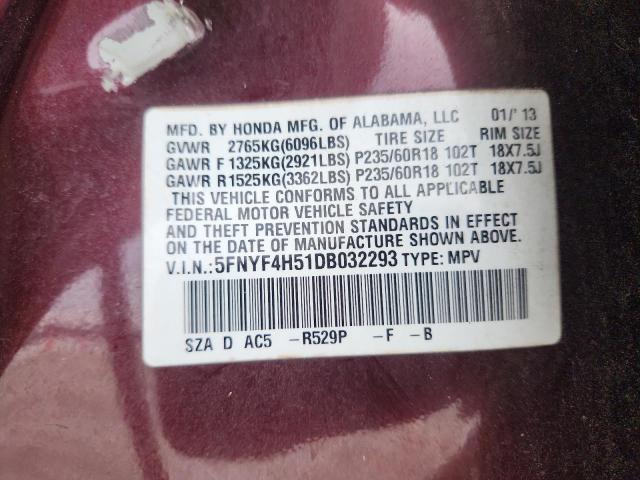 MFD. BY HONDA MFG. OF ALABAMA, LLC 01/'13
GVWR 2765KG(6096LBS) TIRE SIZE RIM SIZE
GAWR F 1325KG(2921LBS) P235/60R18 102T 18X7.5J
GAWR R1525KG(3362LBS) P235/60R18 102T 18X7.5J
THIS VEHICLE CONFORMS TO ALL APPLICABLE
FEDERAL MOTOR VEHICLE SAFETY
AND THEFT PREVENTION STANDARDS IN EFFECT
ON THE DATE OF MANUFACTURE SHOWN ABOVE.
V.I.N.:5FNYF4H51DB032293 TYPE: MPV
SZA D AC5 -R529P -F -B